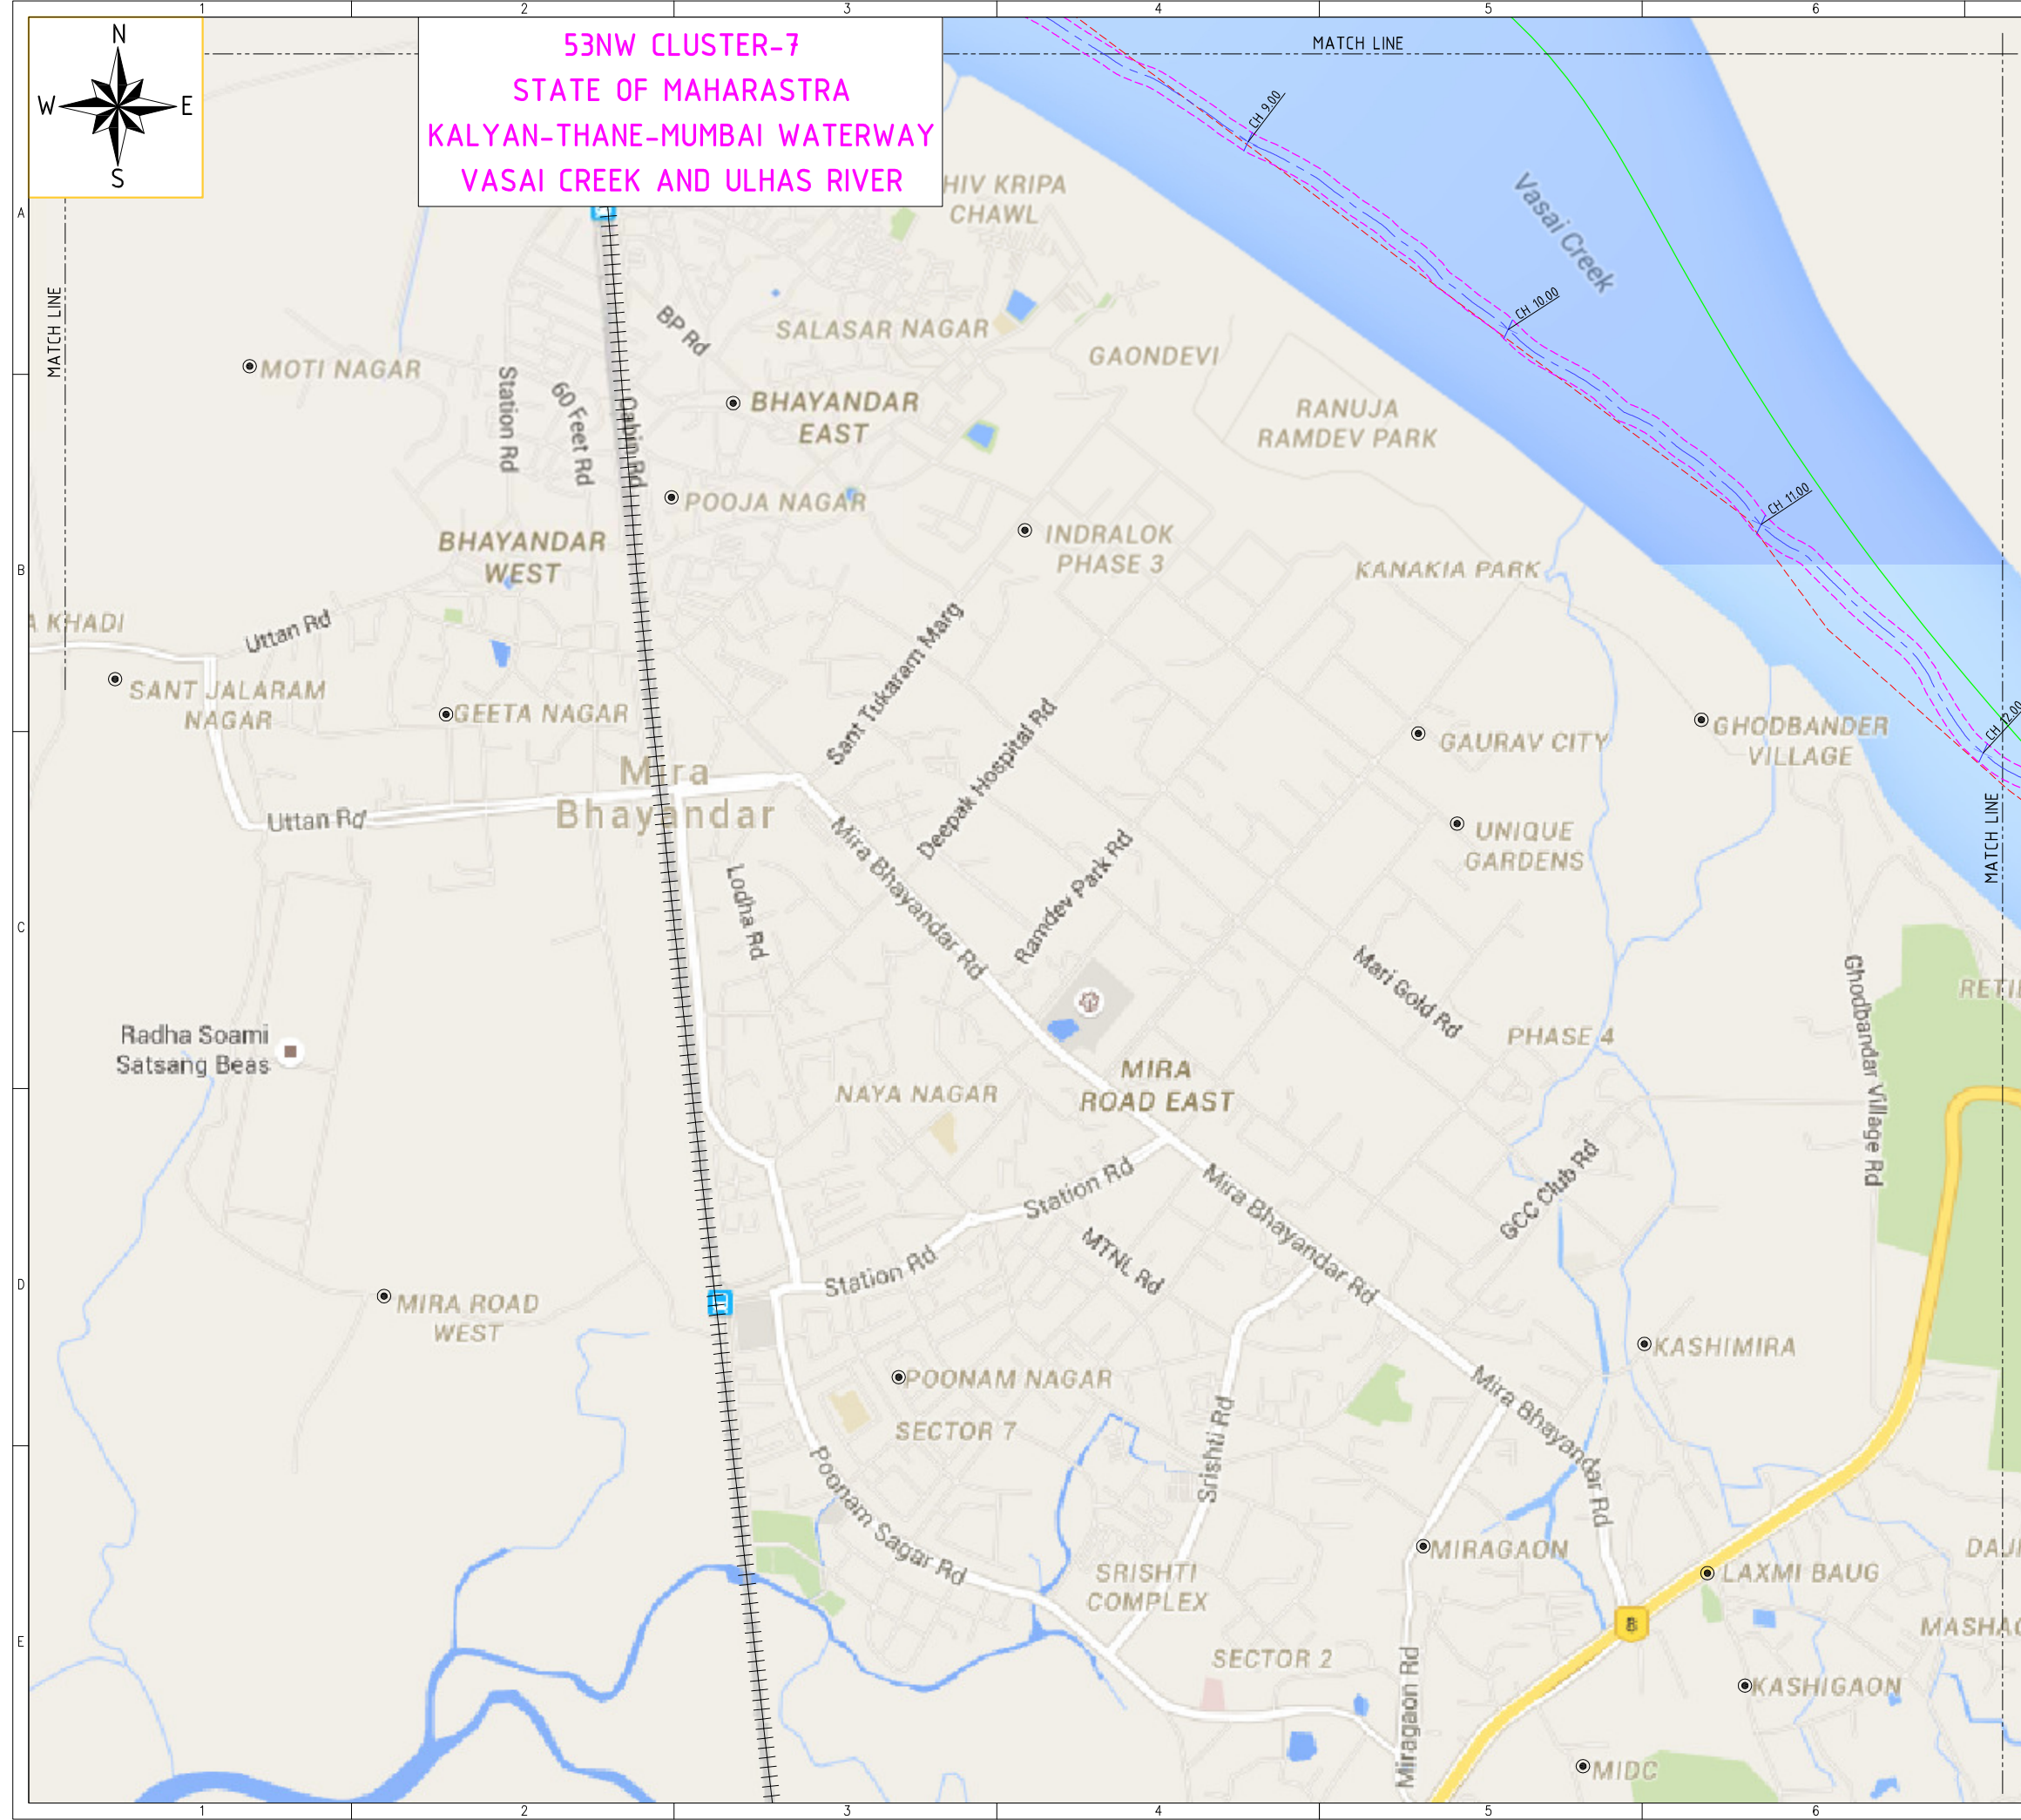 1 2 3 4 5 6
N
W E
S
53NW CLUSTER-7
STATE OF MAHARASTRA
KALYAN-THANE-MUMBAI WATERWAY
VASAI CREEK AND ULHAS RIVER
MATCH LINE
CH 9.00
HIV KRIPA
CHAWL
A
Vasai Creek
MATCH LINE
CH 10.00
BP Rd
SALASAR NAGAR
GAONDEVI
MOTI NAGAR
Station Rd
60 Feet Rd
Cabin Rd
BHAYANDAR
EAST
RANUJA
RAMDEV PARK
POOJA NAGAR
CH 11.00
INDRALOK
PHASE 3
BHAYANDAR
WEST
B
KANAKIA PARK
A KHADI
Uttan Rd
Sant Tukaram Marg
SANT JALARAM
NAGAR
GEETA NAGAR
Deepak Hospital Rd
GAURAV CITY
GHODBANDER
VILLAGE
CH 12.00
Mira
Bhayandar
Uttan Rd
Mira Bhayandar Rd
Ramdev Park Rd
UNIQUE
GARDENS
MATCH LINE
Lodha Rd
C
Mari Gold Rd
Ghodbandar Village Rd
RETI
Radha Soami
Satsang Beas
PHASE 4
MIRA
ROAD EAST
NAYA NAGAR
Station Rd
Mira Bhayandar Rd
GCC Club Rd
MTNL Rd
Station Rd
D
MIRA ROAD
WEST
KASHIMIRA
POONAM NAGAR
SECTOR 7
Srishti Rd
Mira Bhayandar Rd
Poonam Sagar Rd
MIRAGAON
DAJI
SRISHTI
COMPLEX
LAXMI BAUG
8
MASHAC
E
SECTOR 2
Miragaon Rd
KASHIGAON
MIDC
1 2 3 4 5 6